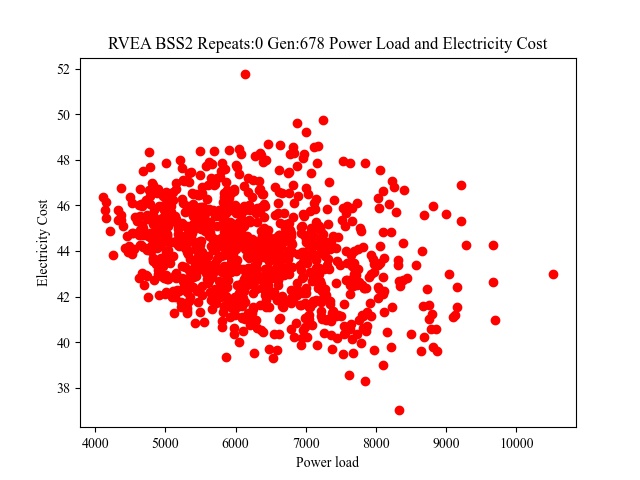 RVEA BSS2 Repeats:0 Gen:678 Power Load and Electricity Cost
52
50
48
46
44
42
40
38
Electricity Cost
4000 5000 6000 7000 8000 9000 10000
Power load